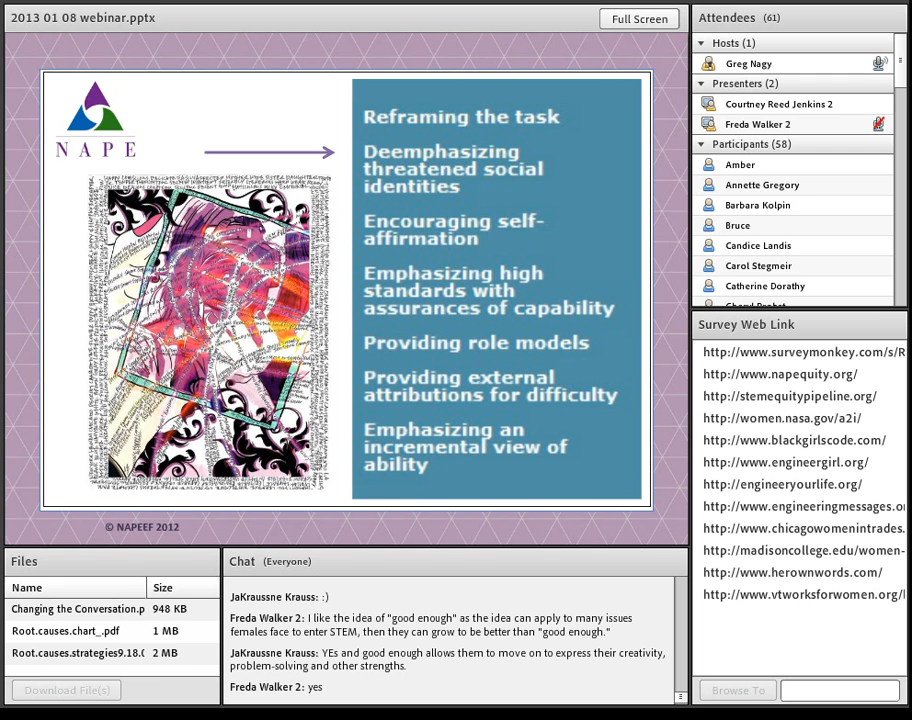 2013 01 08 webinar.pptx
Full Screen
NAPE
Reframing the task
Deemphasizing
threatened social
identities
Encouraging self-
affirmation
Emphasizing high
standards with
assurances of capability
Providing role models
Providing external
attributions for difficulty
Emphasizing an
incremental view of
ability
© NAPEEF 2012
Attendees (61)
Hosts (1)
Greg Nagy
Presenters (2)
Courtney Reed Jenkins 2
Freda Walker 2
Participants (58)
Amber
Annette Gregory
Barbara Kolpin
Bruce
Candice Landis
Carol Stegmeir
Catherine Dorathy
Survey Web Link
http://www.surveymonkey.com/s/R
http://www.napequity.org/
http://stemequitypipeline.org/
http://women.nasa.gov/a2i/
http://www.blackgirlscode.com/
http://www.engineergirl.org/
http://engineeryourlife.org/
http://www.engineeringmessages.or
http://www.chicagowomenintrades.
http://madisoncollege.edu/women-
http://www.herownwords.com/
http://www.vtworksforwomen.org/l
Browse To
Files
Name Size
Changing the Conversation.p 948 KB
Root.causes.chart_.pdf 1 MB
Root.causes.strategies9.18.( 2 MB
Download File(s)
Chat (Everyone)
JaKraussne Krauss: :)
Freda Walker 2: I like the idea of "good enough" as the idea can apply to many issues
females face to enter STEM, then they can grow to be better than "good enough."
JaKraussne Krauss: YEs and good enough allows them to move on to express their creativity,
problem-solving and other strengths.
Freda Walker 2: yes